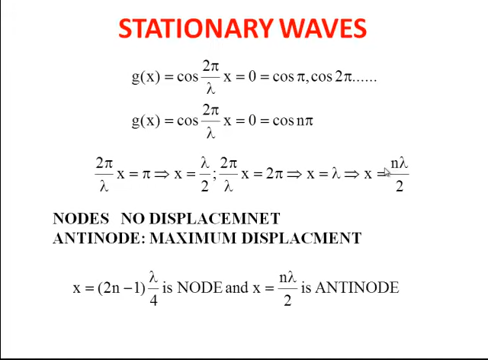 STATIONARY WAVES
g(x) = cos 2π/λ x = 0 = cos π, cos 2π......
g(x) = cos 2π/λ x = 0 = cos nπ
2π/λ x = π ⇒ x = λ/2; 2π/λ x = 2π ⇒ x = λ ⇒ x = nλ/2
NODES NO DISPLACEMNET
ANTINODE: MAXIMUM DISPLACMENT
x = (2n −1) λ/4 is NODE and x = nλ/2 is ANTINODE